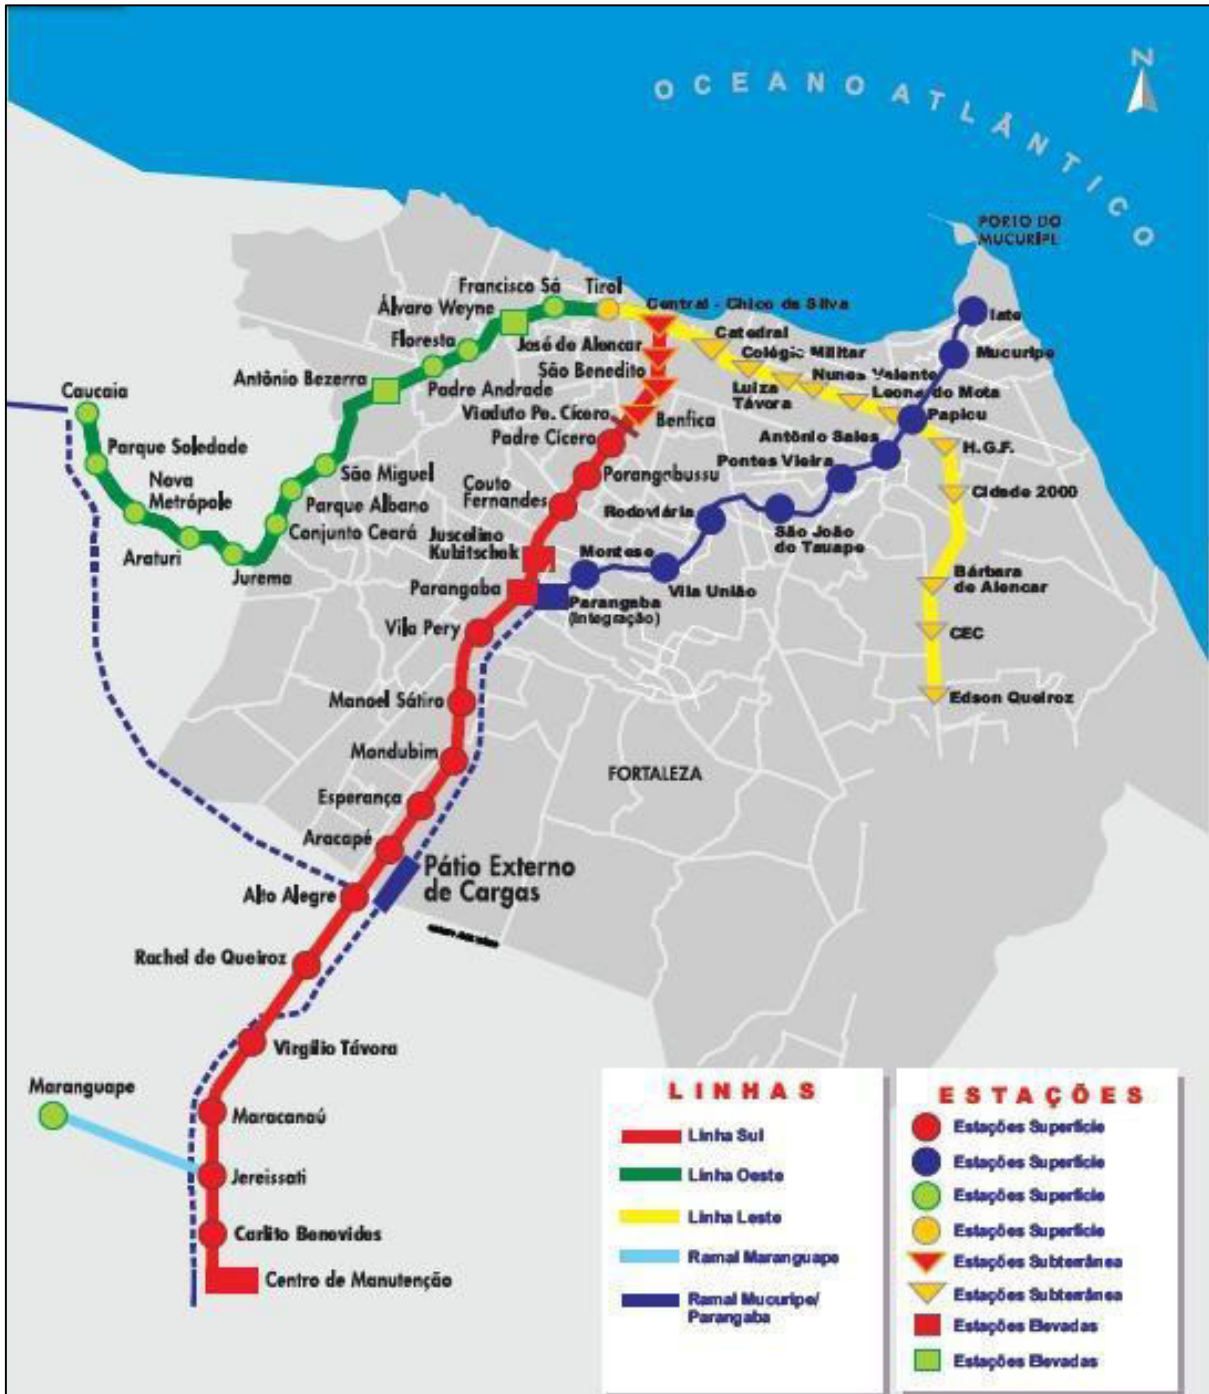 N
OCEANO ATLÂNTICO
PORTO DO
MUCURIPE
Francisco Sá
Tirol
Central - Chico da Silva
Iate
Álvaro Weyne
José de Alencar
Catedral
Mucuripe
Floresta
Colégio Militar
São Benedito
Nunes Valente
Antônio Bezerra
Padre Andrade
Luiza
Távora
Leonardo Mota
Caucaia
Viaduto Pe. Cícero
Benfica
Papicu
Padre Cícero
Antônio Sales
H.G.F.
Parque Soledade
São Miguel
Porangabussu
Pontes Vieira
Nova
Metrópole
Couto
Fernandes
Cidade 2000
Parque Albano
Rodoviária
Conjunto Ceará
Juscelino
Kubitschek
São João
do Tauape
Araturi
Montese
Jurema
Parangaba
Vila União
Bárbara
de Alencar
Parangaba
(Integração)
Vila Pery
CEC
Manoel Sátiro
Edson Queiroz
Mondubim
FORTALEZA
Esperança
Aracapé
Pátio Externo
de Cargas
Alto Alegre
Rachel de Queiroz
Virgílio Távora
Maranguape
Maracanaú
Jereissati
Carlito Benevides
Centro de Manutenção
LINHAS
Linha Sul
Linha Oeste
Linha Leste
Ramal Maranguape
Ramal Mucuripe/
Parangaba
ESTAÇÕES
Estações Superfície
Estações Superfície
Estações Superfície
Estações Superfície
Estações Subterrânea
Estações Subterrânea
Estações Elevadas
Estações Elevadas